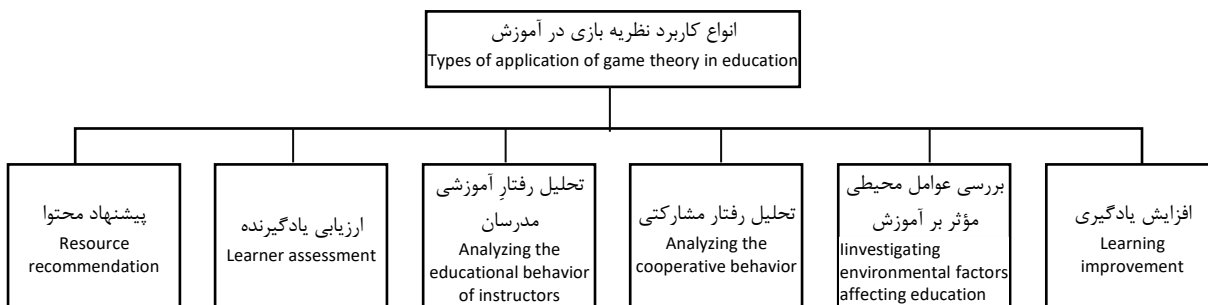 انواع کاربرد نظریه بازی در آموزش
Types of application of game theory in education
افزایش یادگیری
Learning
improvement
بررسی عوامل محیطی
مؤثر بر آموزش
Iinvestigating
environmental factors
affecting education
تحلیل رفتار مشارکتی
Analyzing the
cooperative behavior
تحلیل رفتارِ آموزشی
مدرسان
Analyzing the
educational behavior
of instructors
ارزیابی یادگیرنده
Learner assessment
پیشنهاد محتوا
Resource
recommendation